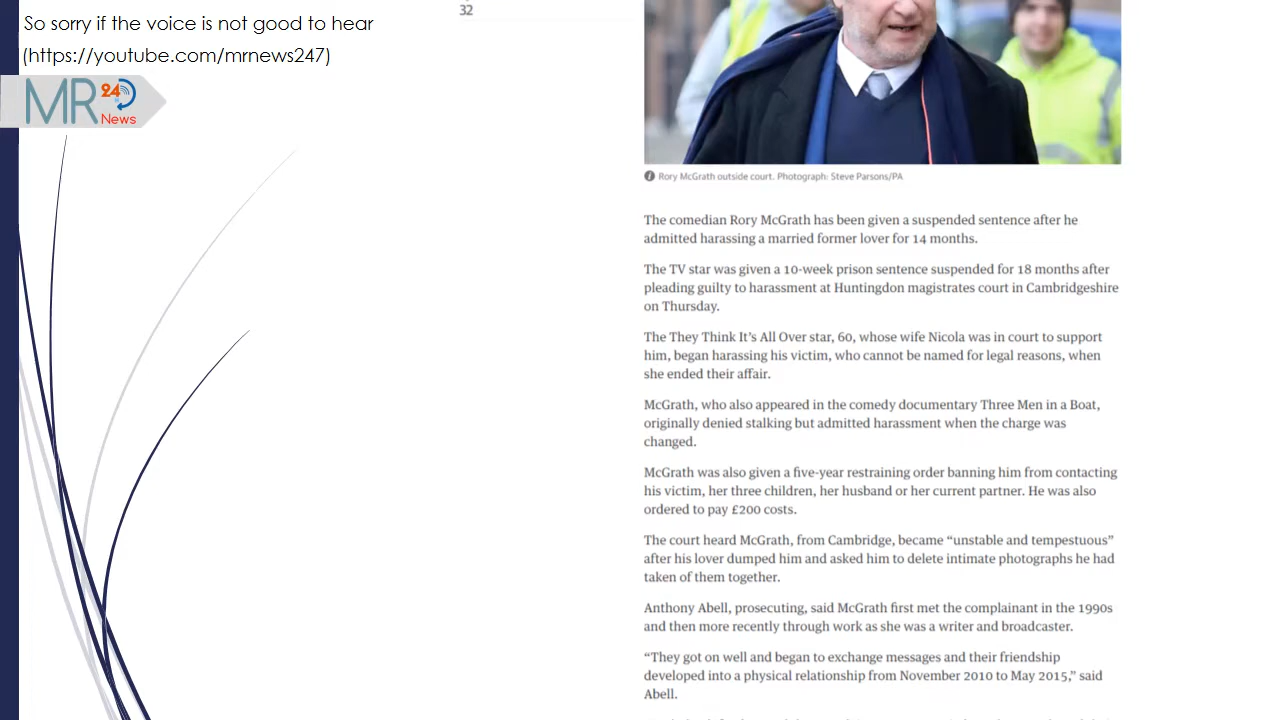 So sorry if the voice is not good to hear
(https://youtube.com/mrnews247)
MR 24
News
32
Rory McGrath outside court. Photograph: Steve Parsons/PA
The comedian Rory McGrath has been given a suspended sentence after he
admitted harassing a married former lover for 14 months.
The TV star was given a 10-week prison sentence suspended for 18 months after
pleading guilty to harassment at Huntingdon magistrates court in Cambridgeshire
on Thursday.
The They Think It’s All Over star, 60, whose wife Nicola was in court to support
him, began harassing his victim, who cannot be named for legal reasons, when
she ended their affair.
McGrath, who also appeared in the comedy documentary Three Men in a Boat,
originally denied stalking but admitted harassment when the charge was
changed.
McGrath was also given a five-year restraining order banning him from contacting
his victim, her three children, her husband or her current partner. He was also
ordered to pay £200 costs.
The court heard McGrath, from Cambridge, became “unstable and tempestuous”
after his lover dumped him and asked him to delete intimate photographs he had
taken of them together.
Anthony Abell, prosecuting, said McGrath first met the complainant in the 1990s
and then more recently through work as she was a writer and broadcaster.
“They got on well and began to exchange messages and their friendship
developed into a physical relationship from November 2010 to May 2015,” said
Abell.